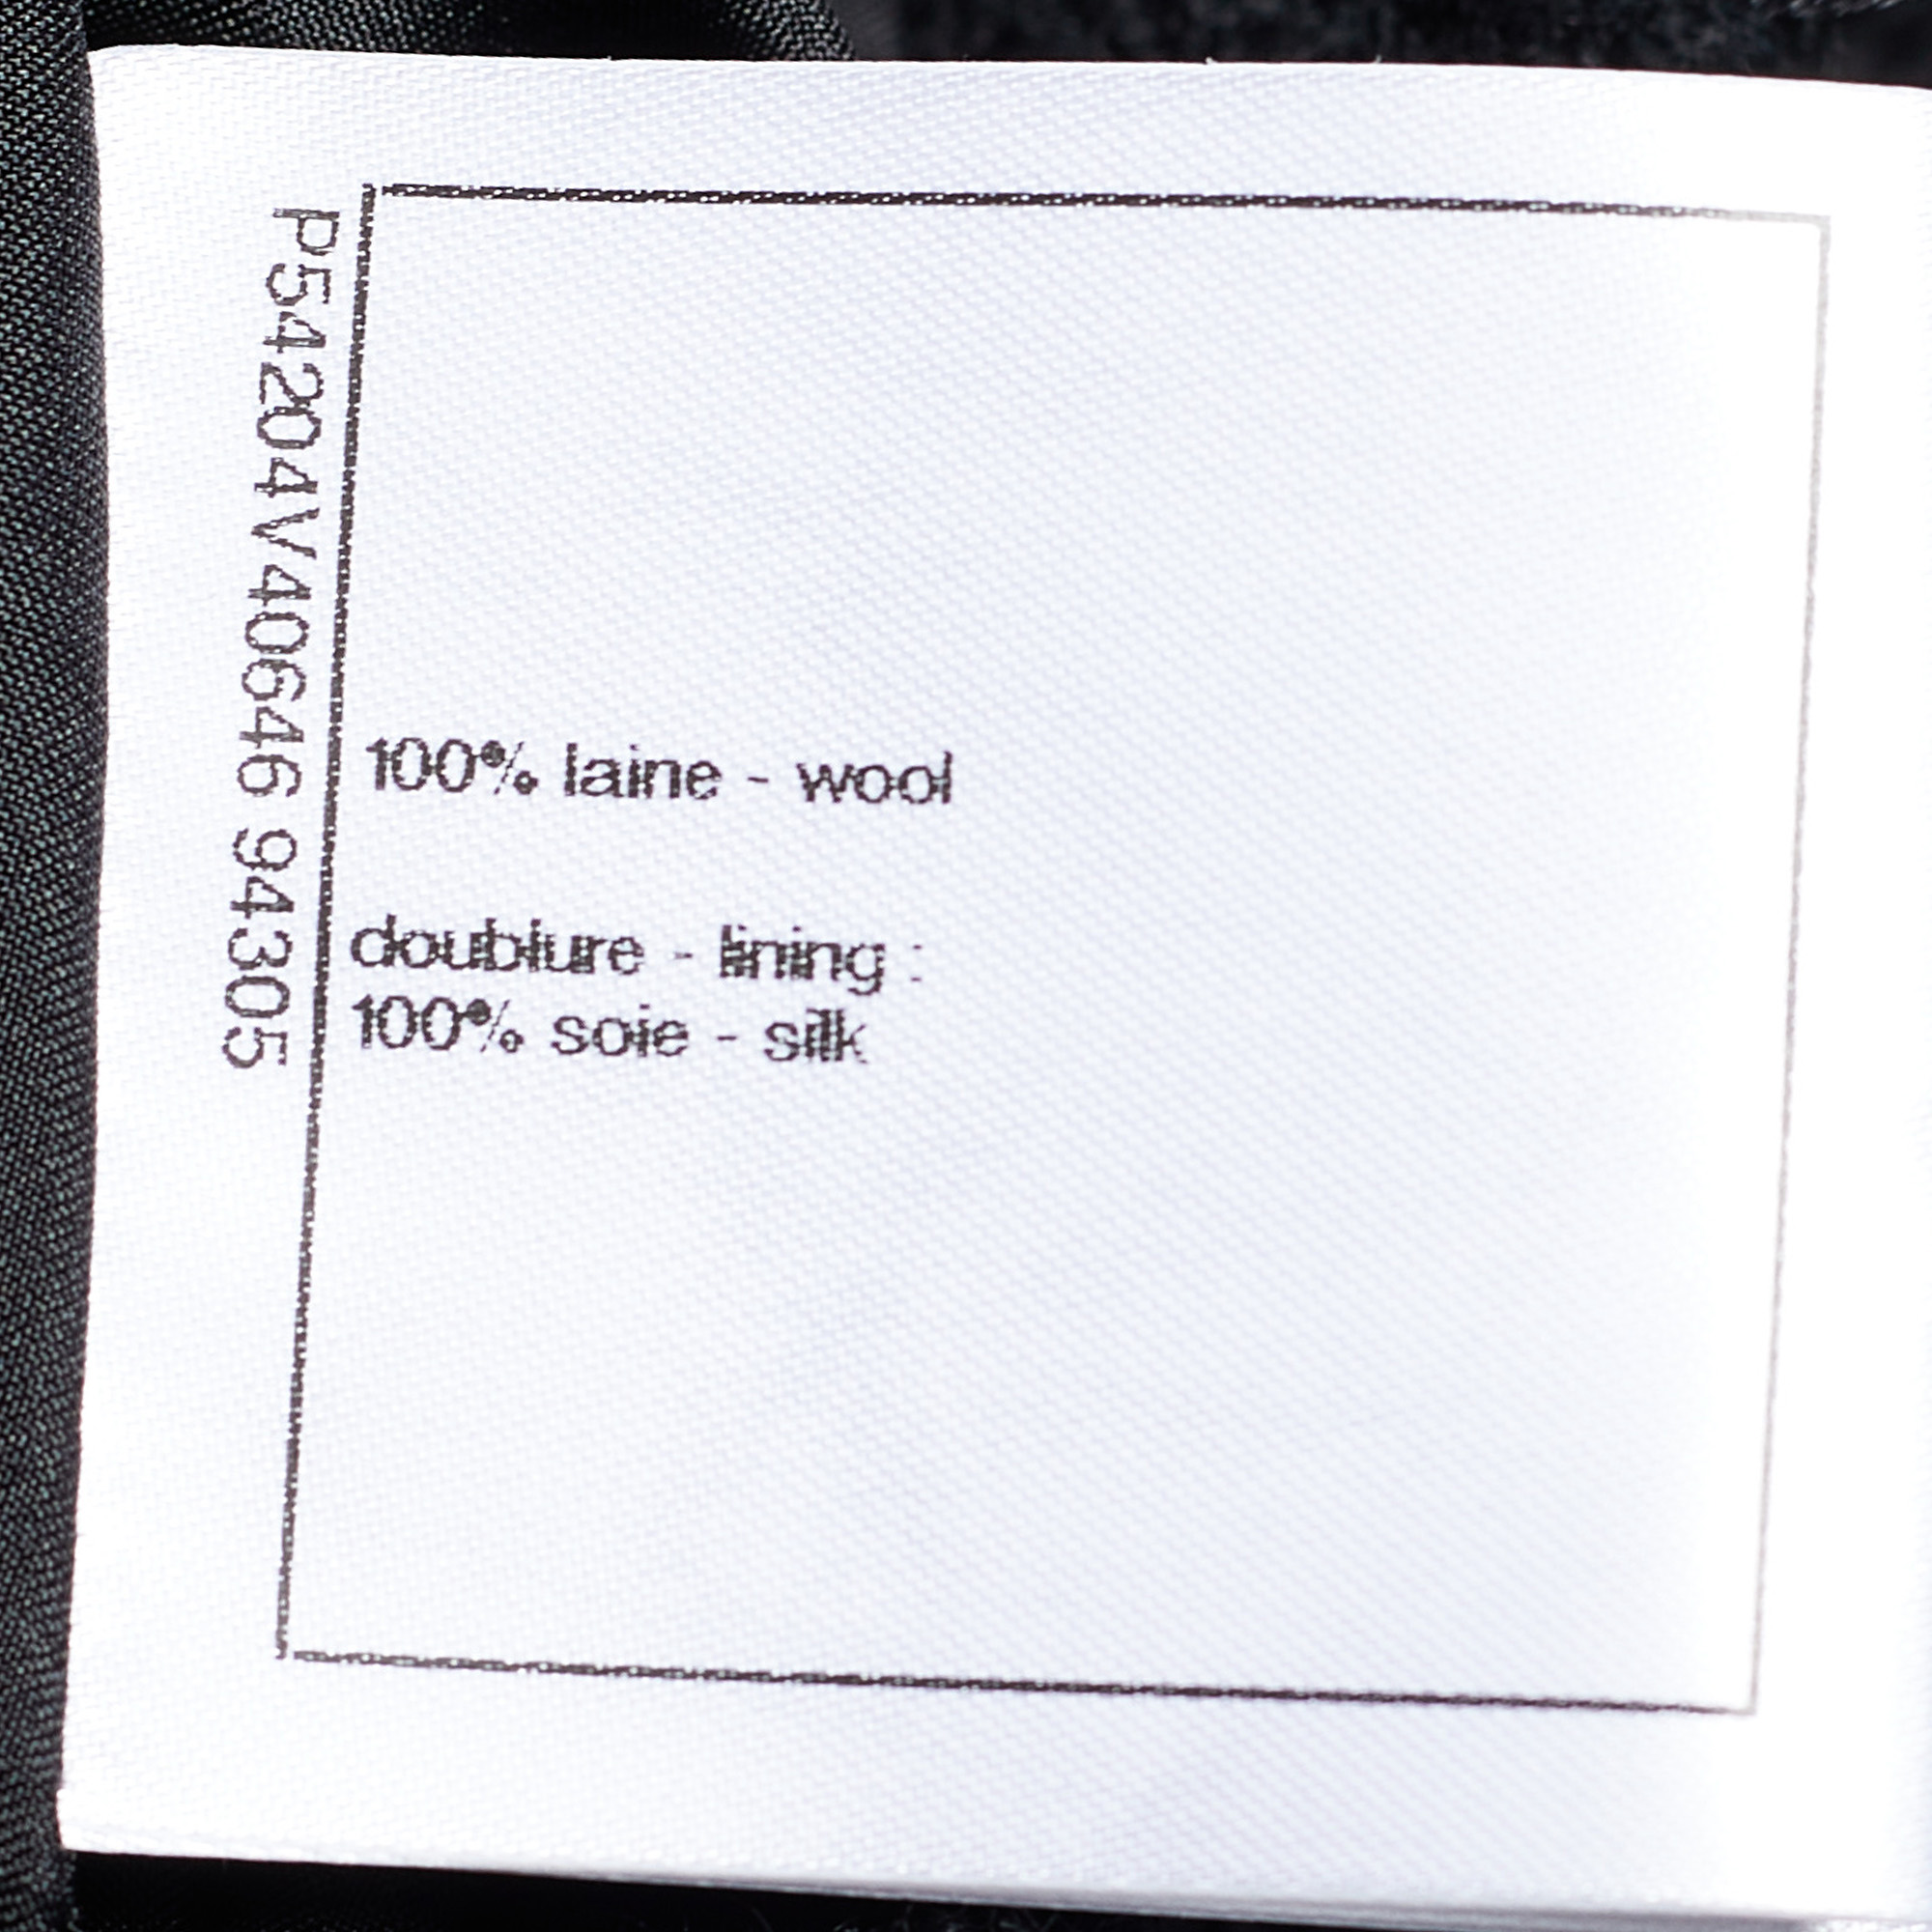 P54204V40646 94305
100% laine - wool
doublure - lining :
100% soie - silk